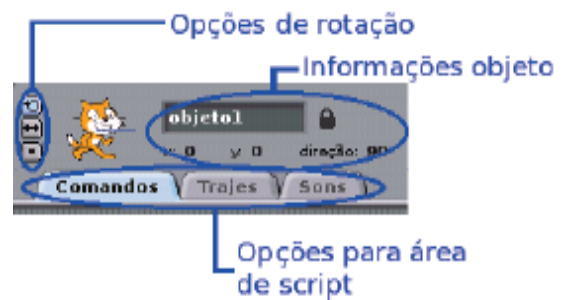 Opções de rotação
Informações objeto
objeto1
x: 0 y: 0 direção: 90
Comandos Trajes Sons
Opções para área
de script